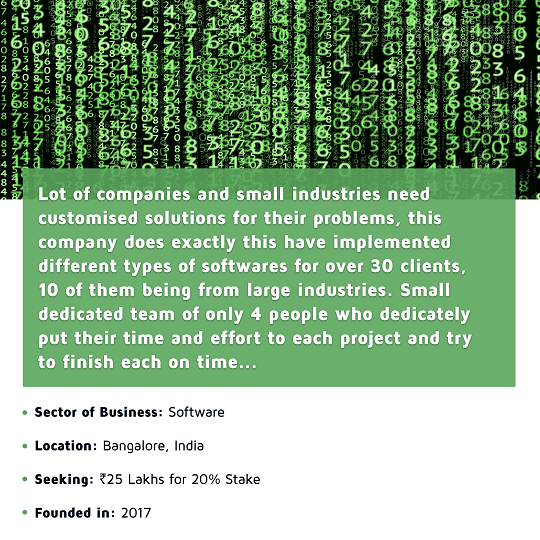 Lot of companies and small industries need
customised solutions for their problems, this
company does exactly this have implemented
different types of softwares for over 30 clients,
10 of them being from large industries. Small
dedicated team of only 4 people who dedicately
put their time and effort to each project and try
to finish each on time...
• Sector of Business: Software
• Location: Bangalore, India
• Seeking: ₹25 Lakhs for 20% Stake
• Founded in: 2017